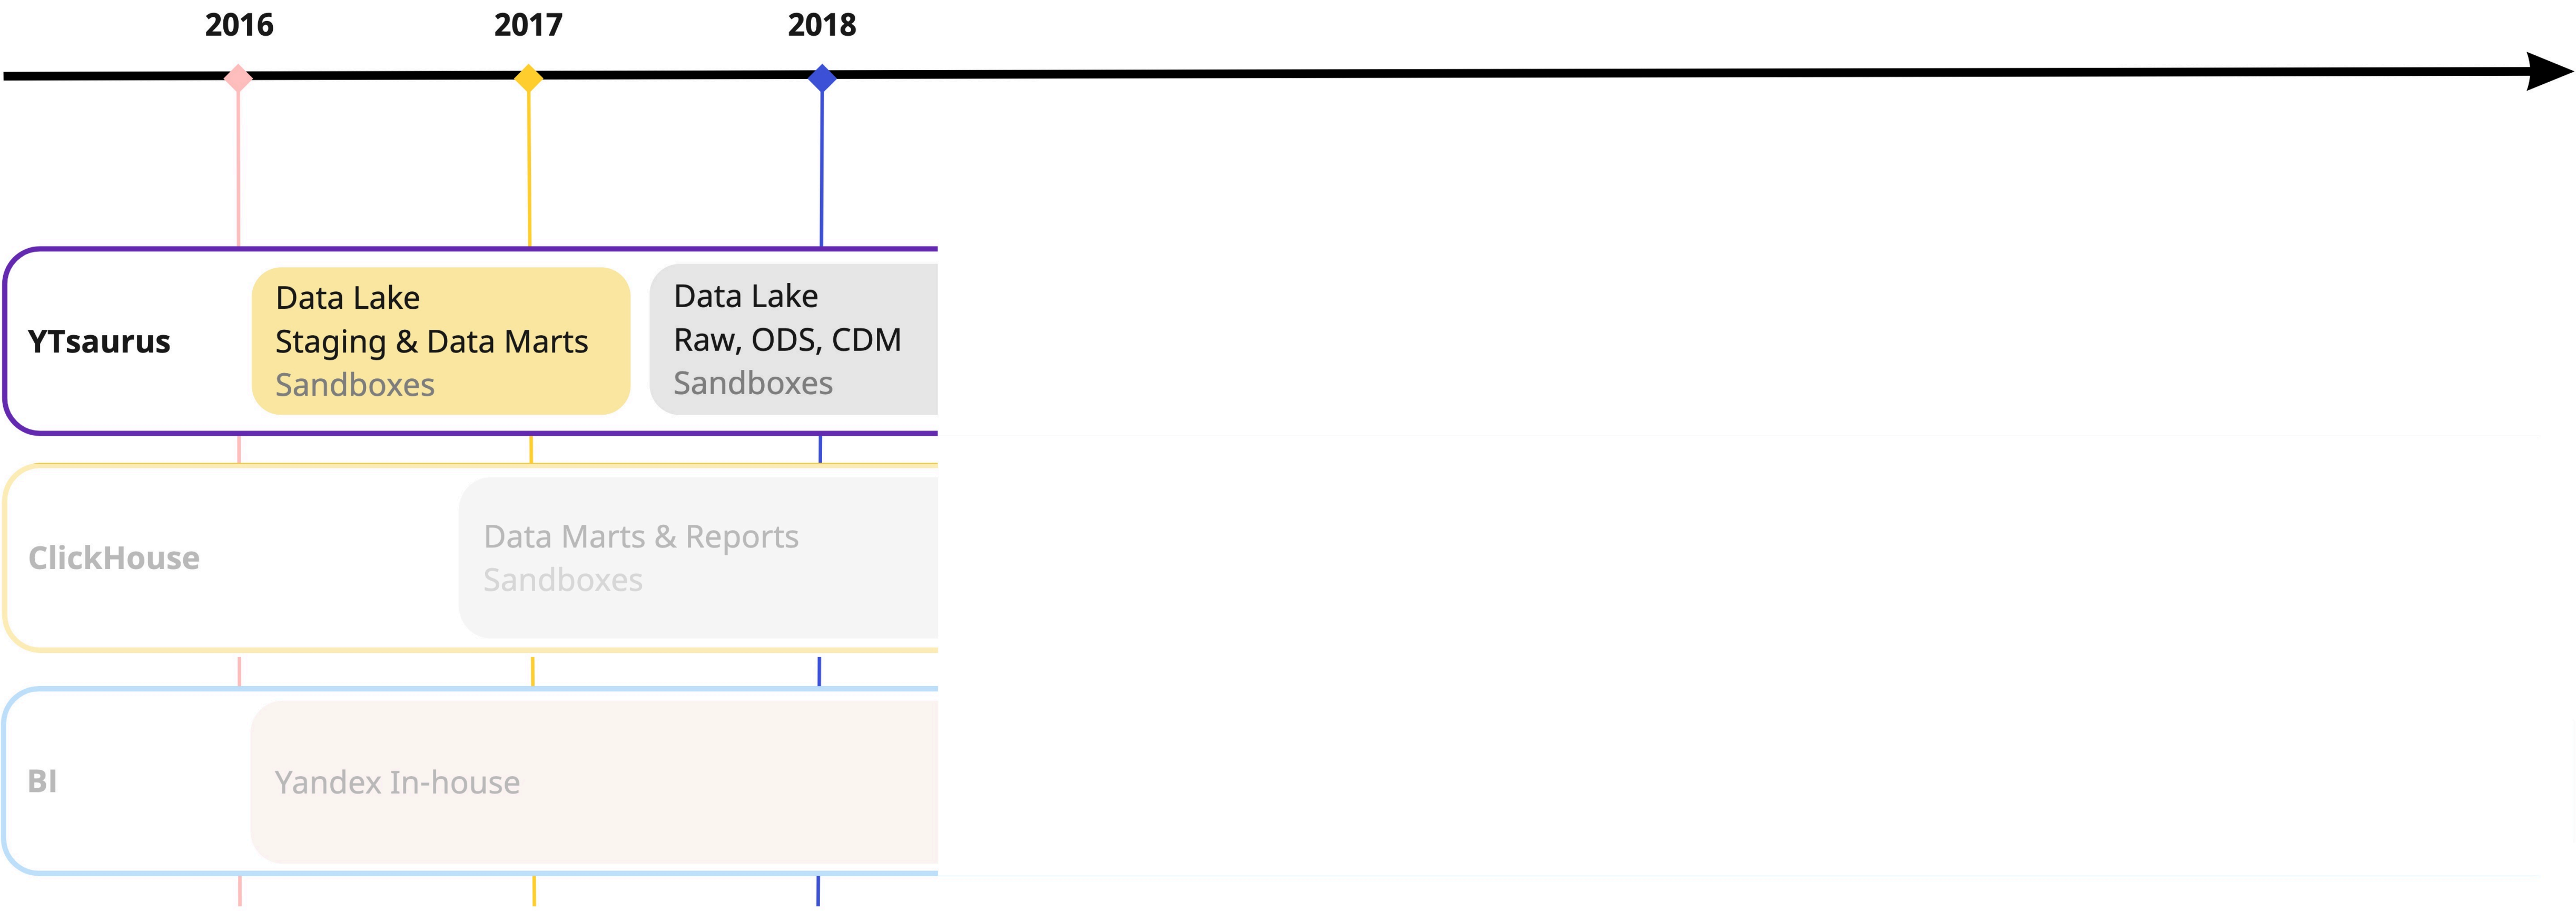 2016
2017
2018
YTsaurus
Data Lake
Staging & Data Marts
Sandboxes
Data Lake
Raw, ODS, CDM
Sandboxes
ClickHouse
Data Marts & Reports
Sandboxes
BI
Yandex In-house